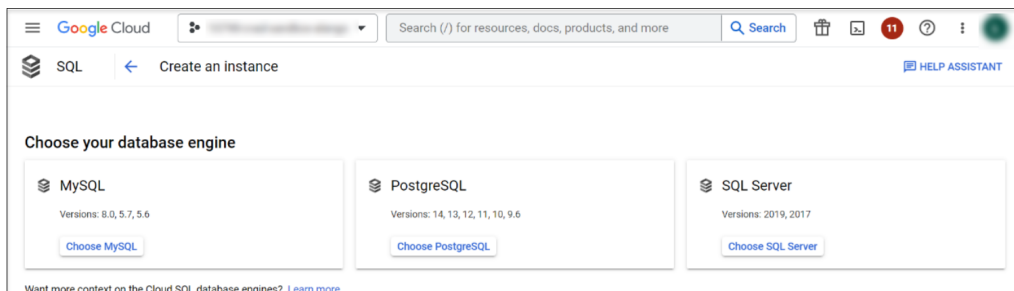 Google Cloud
Search (/) for resources, docs, products, and more
Search
11
SQL
Create an instance
HELP ASSISTANT
Choose your database engine
MySQL
Versions: 8.0, 5.7, 5.6
Choose MySQL
PostgreSQL
Versions: 14, 13, 12, 11, 10, 9.6
Choose PostgreSQL
SQL Server
Versions: 2019, 2017
Choose SQL Server
Want more context on the Cloud SQL database engines? Learn more